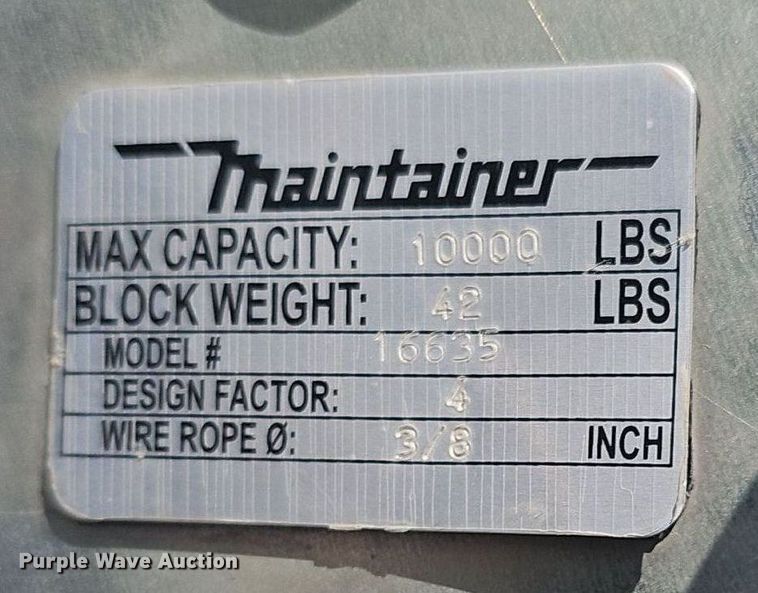 Maintainer
MAX CAPACITY: 10000 LBS
BLOCK WEIGHT: 42 LBS
MODEL # 16635
DESIGN FACTOR: 4
WIRE ROPE Ø: 3/8 INCH
Purple Wave Auction